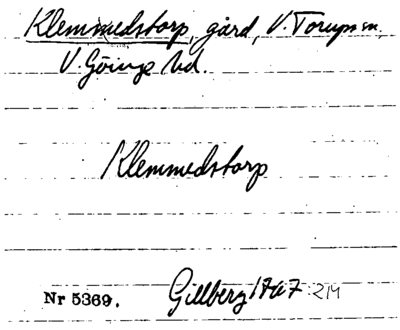 Klemmedstorp, gård, V. Torups sn,
V. Göinge hd.
Klemmedstorp
Nr 5369. Gillberg 1767 214